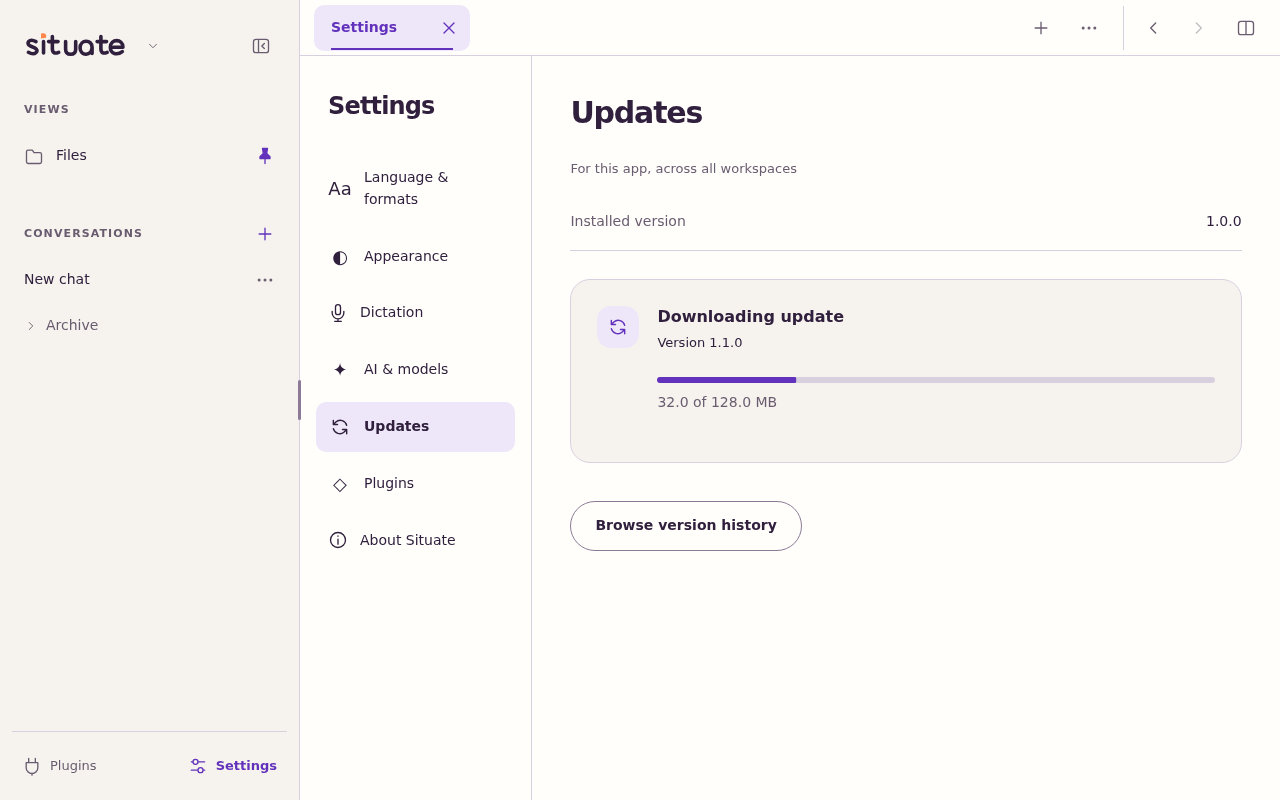 situate
VIEWS
Files
CONVERSATIONS
New chat
Archive
Plugins
Settings
Settings
Settings
Aa
Language &
formats
Appearance
Dictation
AI & models
Updates
Plugins
About Situate
Updates
For this app, across all workspaces
Installed version 1.0.0
Downloading update
Version 1.1.0
32.0 of 128.0 MB
Browse version history